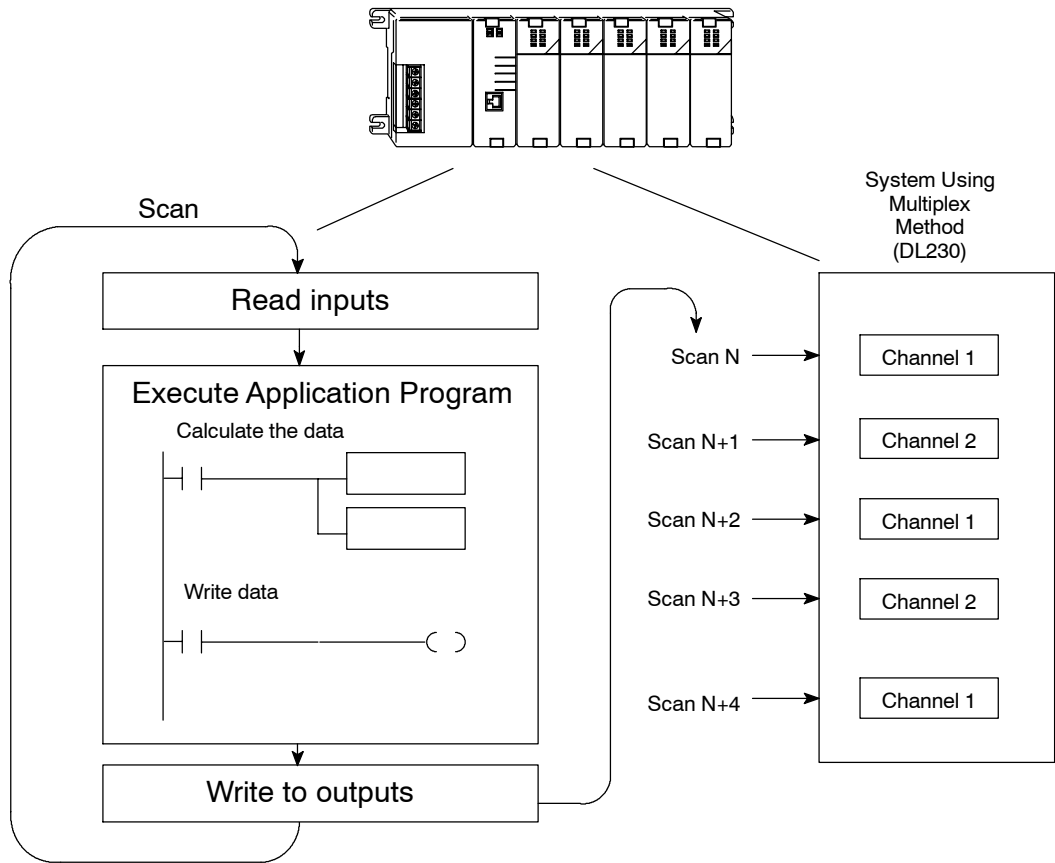 System Using
Multiplex
Method
(DL230)
Scan
Read inputs
Execute Application Program
Calculate the data
Write data
Write to outputs
Scan N
Channel 1
Scan N+1
Channel 2
Scan N+2
Channel 1
Scan N+3
Channel 2
Scan N+4
Channel 1